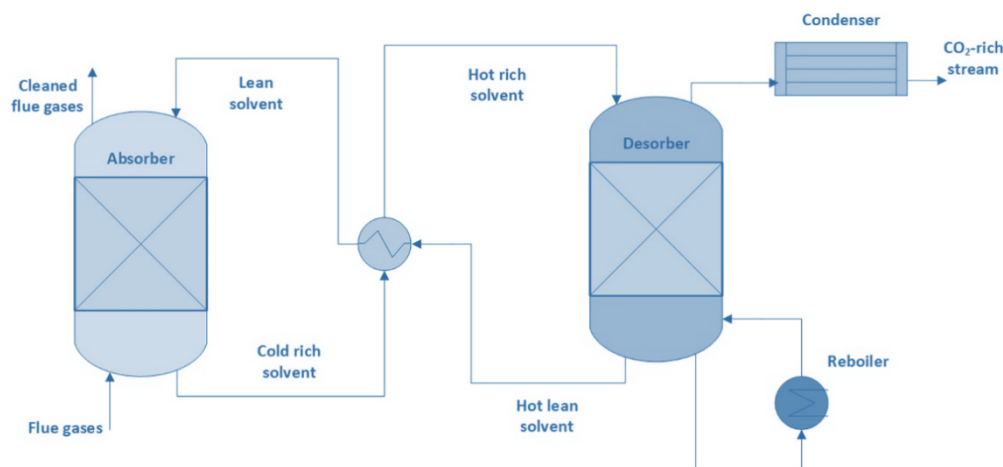 Condenser
CO₂-rich
stream
Cleaned
flue gases
Lean
solvent
Hot rich
solvent
Absorber
Desorber
Cold rich
solvent
Reboiler
Flue gases
Hot lean
solvent